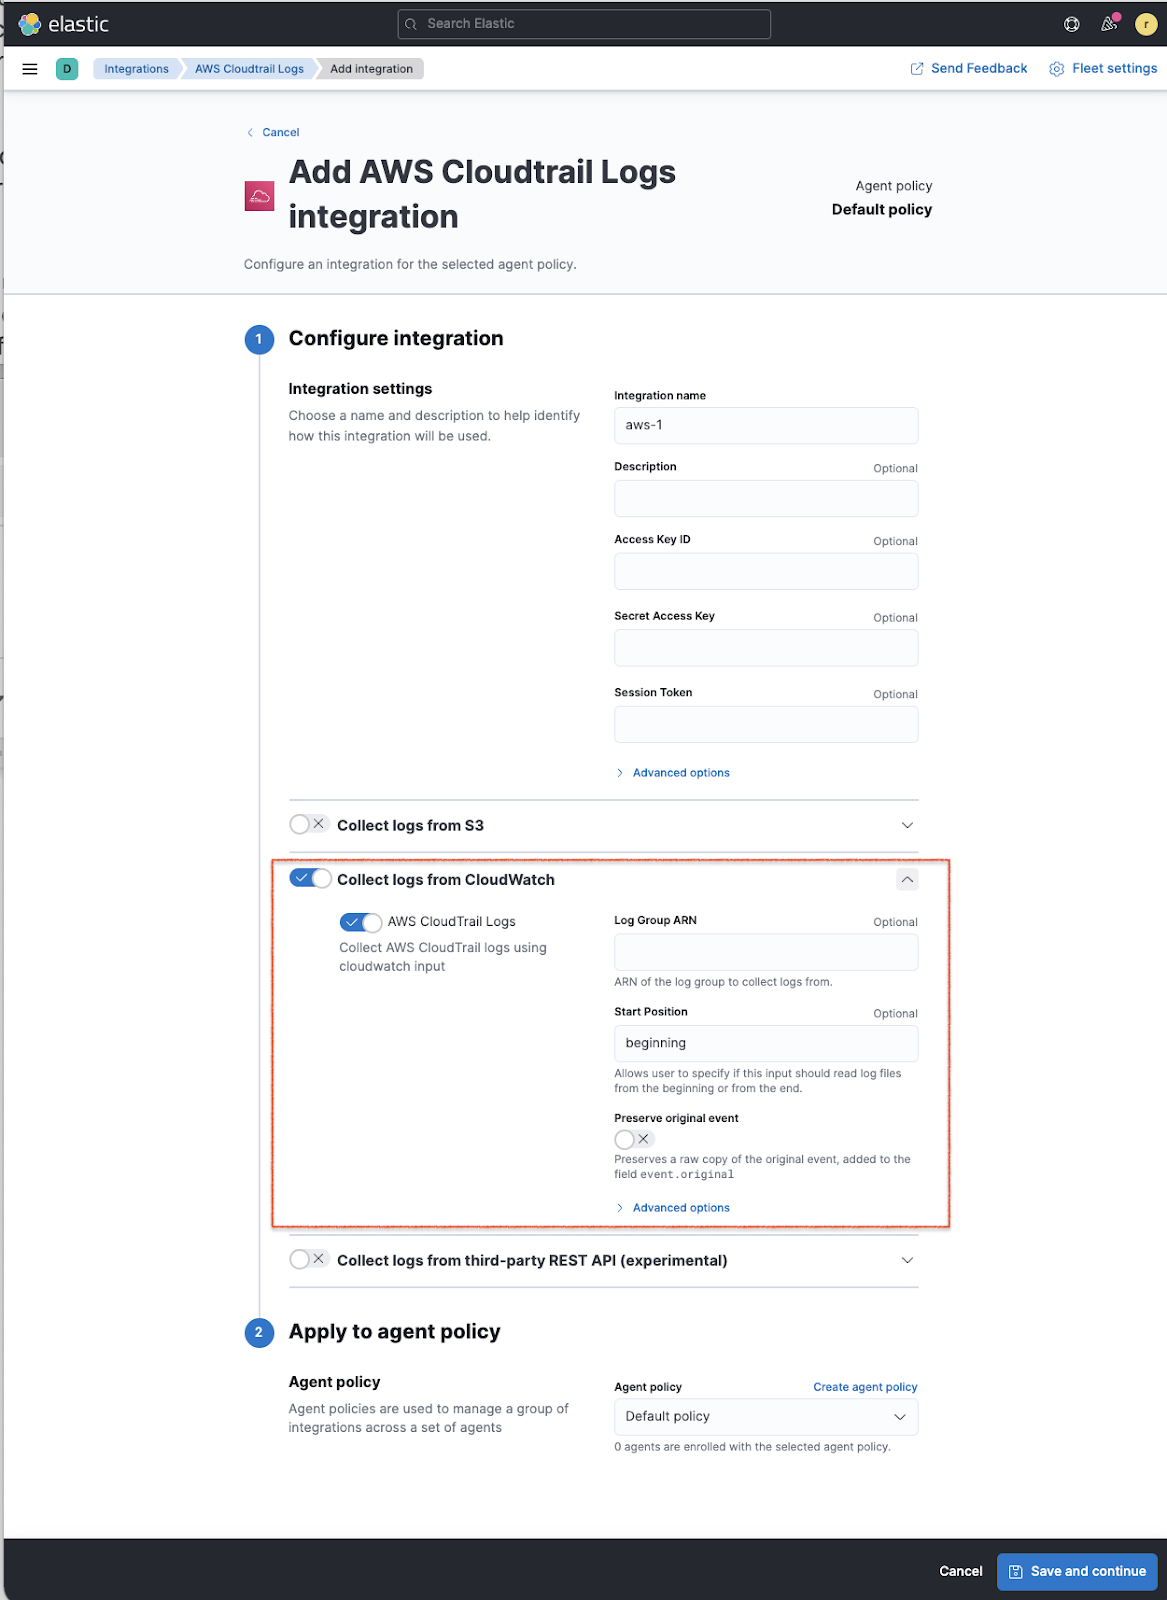 elastic
Search Elastic
r
D
Integrations
AWS Cloudtrail Logs
Add integration
Send Feedback
Fleet settings
Cancel
Add AWS Cloudtrail Logs
integration
Agent policy
Default policy
Configure an integration for the selected agent policy.
1
Configure integration
Integration settings
Choose a name and description to help identify
how this integration will be used.
Integration name
aws-1
Description
Optional
Access Key ID
Optional
Secret Access Key
Optional
Session Token
Optional
Advanced options
Collect logs from S3
Collect logs from CloudWatch
AWS CloudTrail Logs
Collect AWS CloudTrail logs using
cloudwatch input
Log Group ARN
Optional
ARN of the log group to collect logs from.
Start Position
Optional
beginning
Allows user to specify if this input should read log files
from the beginning or from the end.
Preserve original event
Preserves a raw copy of the original event, added to the
field event.original
Advanced options
Collect logs from third-party REST API (experimental)
2
Apply to agent policy
Agent policy
Agent policies are used to manage a group of
integrations across a set of agents
Agent policy
Create agent policy
Default policy
0 agents are enrolled with the selected agent policy.
Cancel
Save and continue